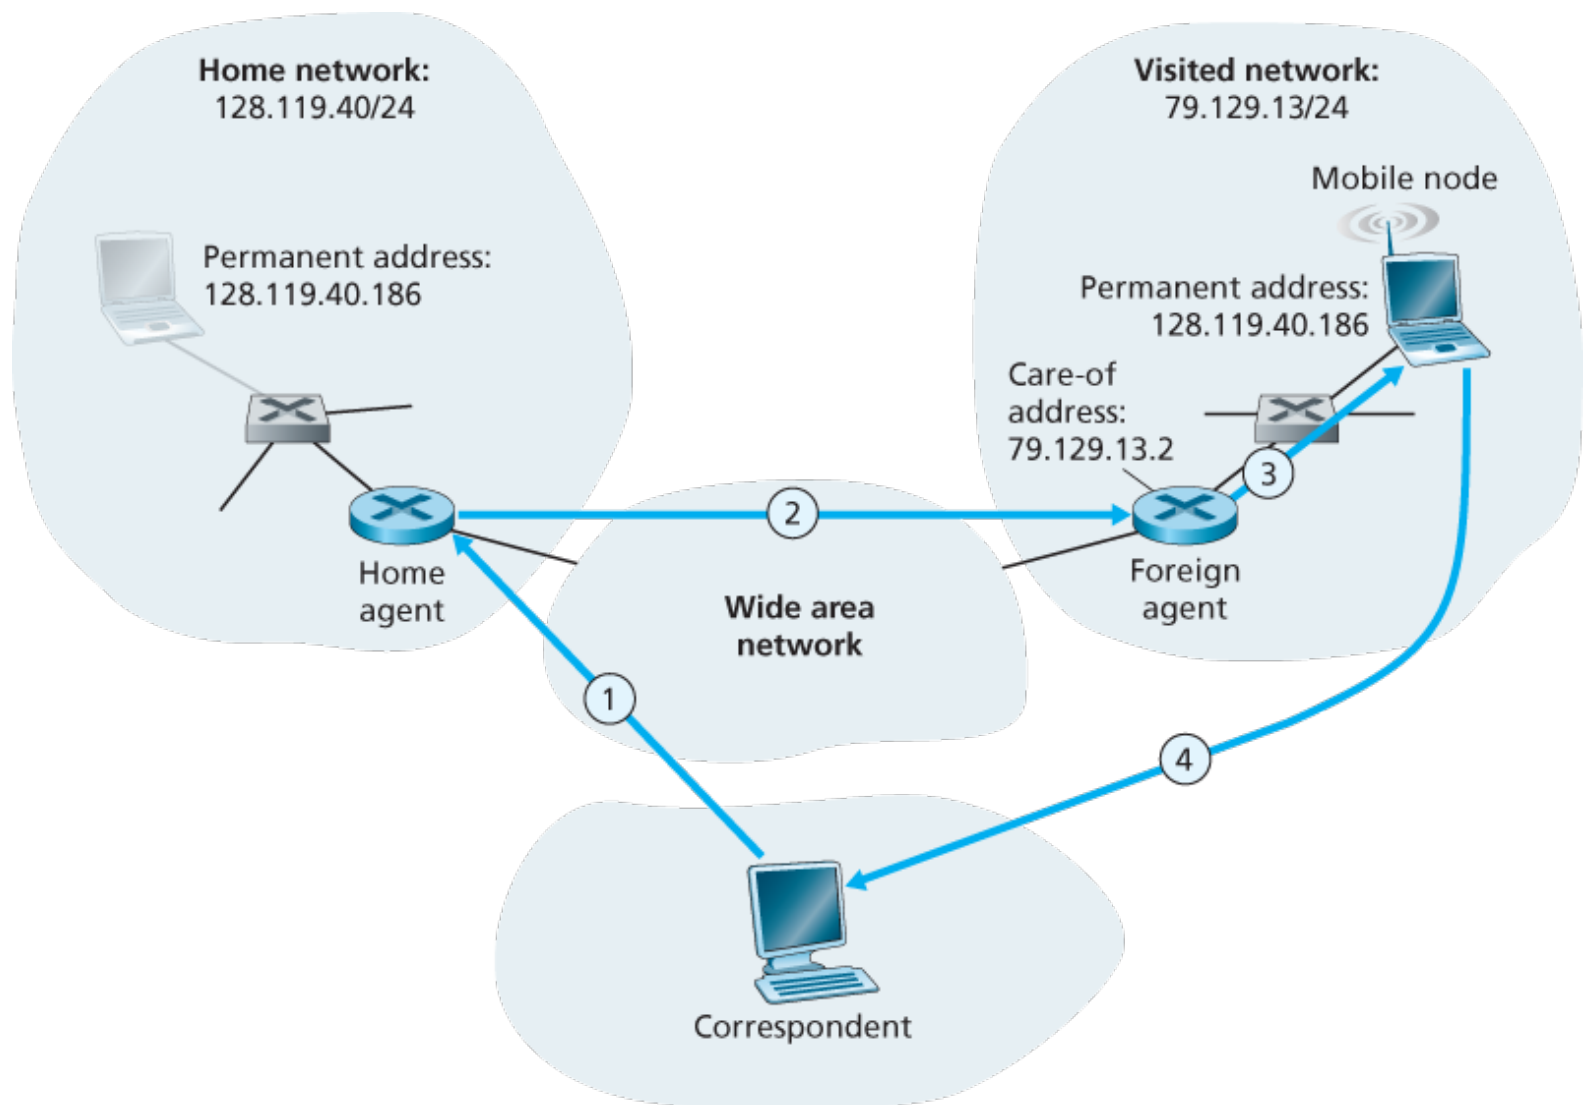 Home network:
128.119.40/24
Visited network:
79.129.13/24
Mobile node
Permanent address:
128.119.40.186
Permanent address:
128.119.40.186
Care-of
address:
79.129.13.2
3
2
Home
agent
Foreign
agent
Wide area
network
1
4
Correspondent